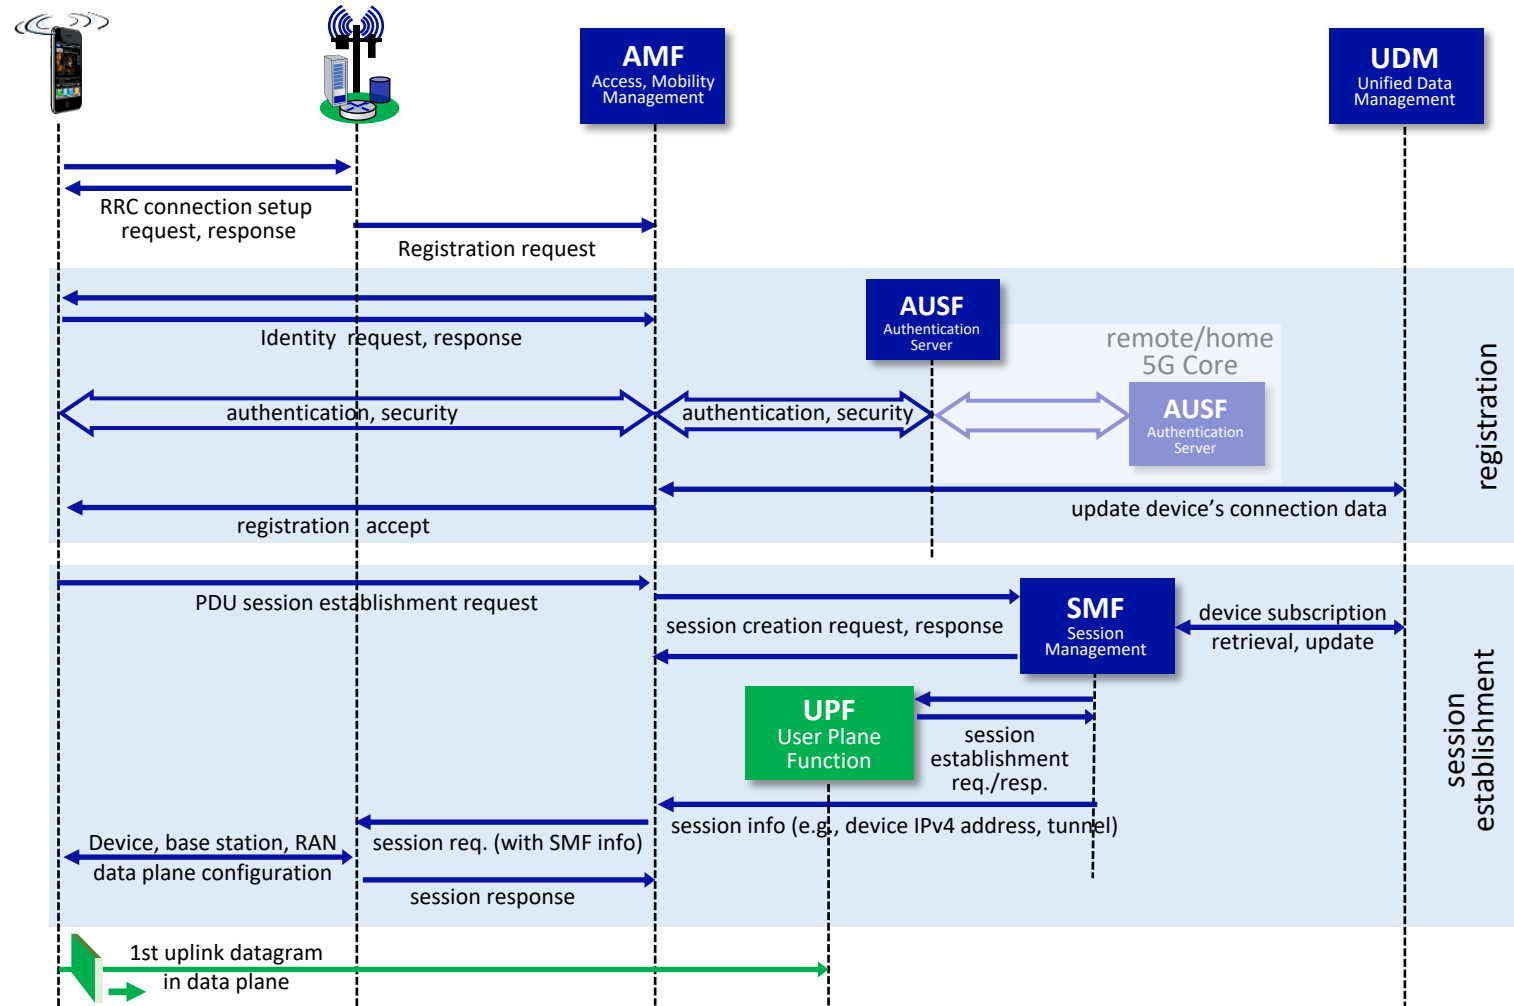 AMF
Access, Mobility
Management
UDM
Unified Data
Management
RRC connection setup
request, response
Registration request
Identity request, response
AUSF
Authentication
Server
remote/home
5G Core
AUSF
Authentication
Server
authentication, security
authentication, security
update device’s connection data
registration accept
registration
PDU session establishment request
session creation request, response
SMF
Session
Management
device subscription
retrieval, update
UPF
User Plane
Function
session
establishment
req./resp.
session info (e.g., device IPv4 address, tunnel)
session req. (with SMF info)
Device, base station, RAN
data plane configuration
session response
session
establishment
1st uplink datagram
in data plane